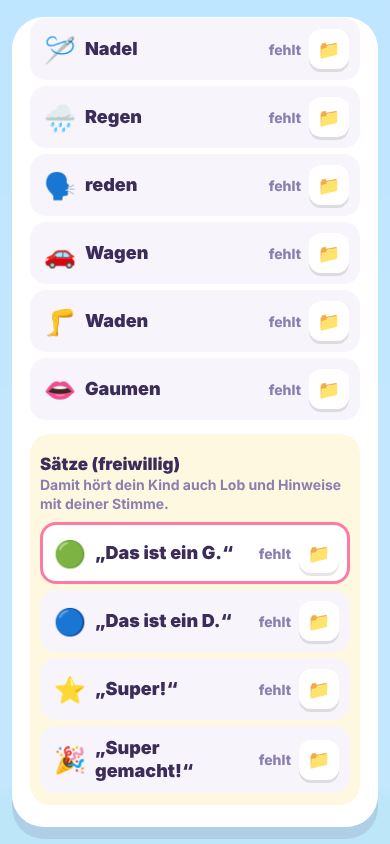 Nadel fehlt
Regen fehlt
reden fehlt
Wagen fehlt
Waden fehlt
Gaumen fehlt
Sätze (freiwillig)
Damit hört dein Kind auch Lob und Hinweise
mit deiner Stimme.
„Das ist ein G.“ fehlt
„Das ist ein D.“ fehlt
„Super!“ fehlt
„Super
gemacht!“ fehlt